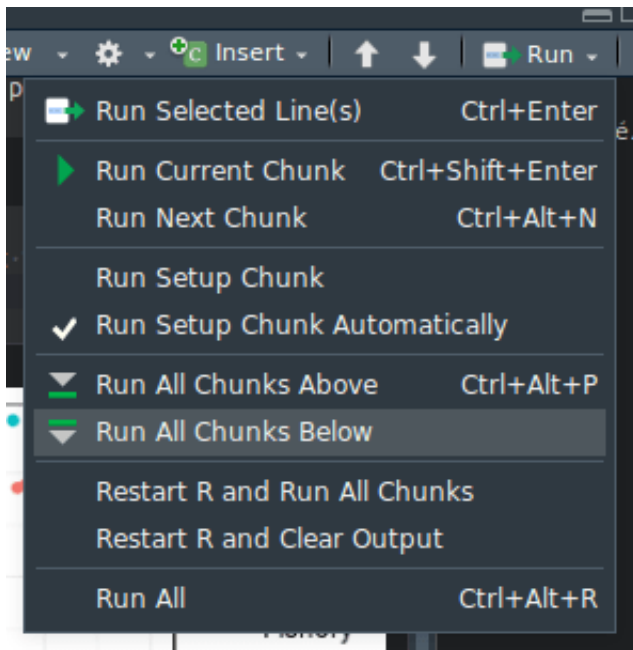 Insert
Run
Run Selected Line(s) Ctrl+Enter
Run Current Chunk Ctrl+Shift+Enter
Run Next Chunk Ctrl+Alt+N
Run Setup Chunk
Run Setup Chunk Automatically
Run All Chunks Above Ctrl+Alt+P
Run All Chunks Below
Restart R and Run All Chunks
Restart R and Clear Output
Run All Ctrl+Alt+R